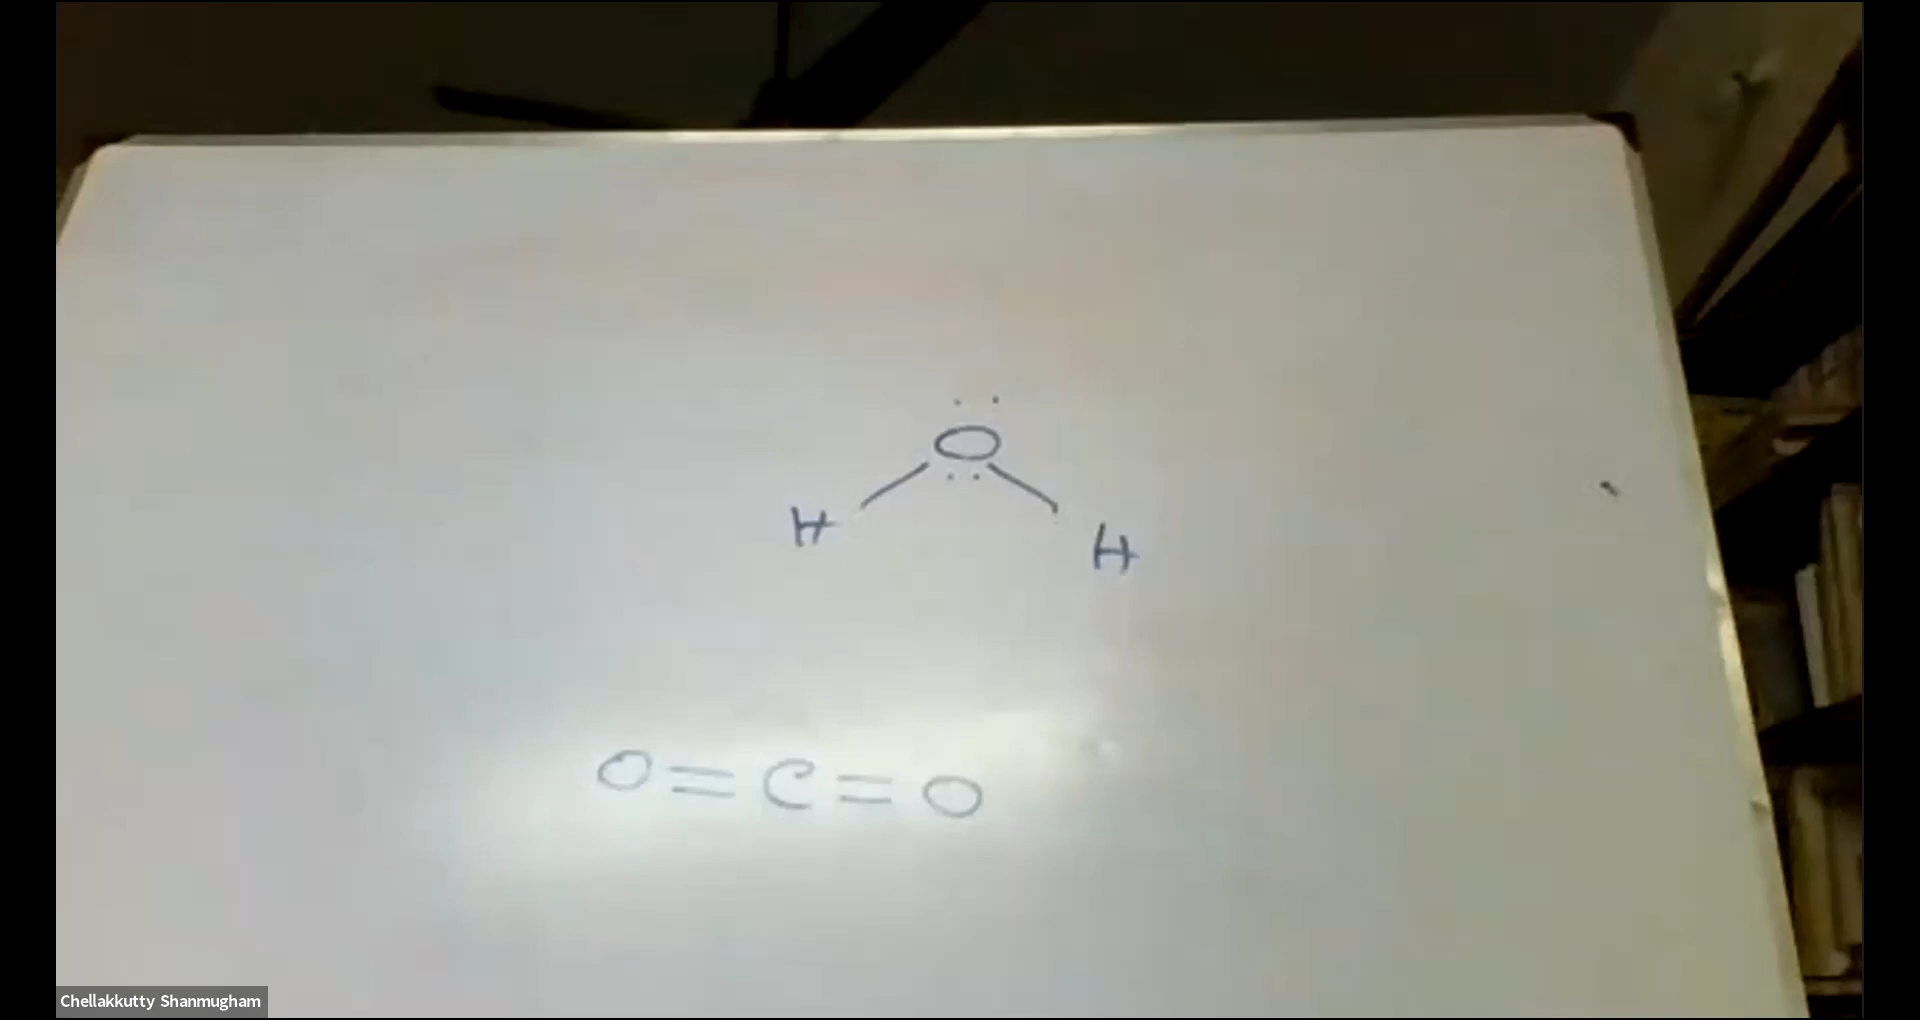 O
H H
O = C = O
Chellakkutty Shanmugham